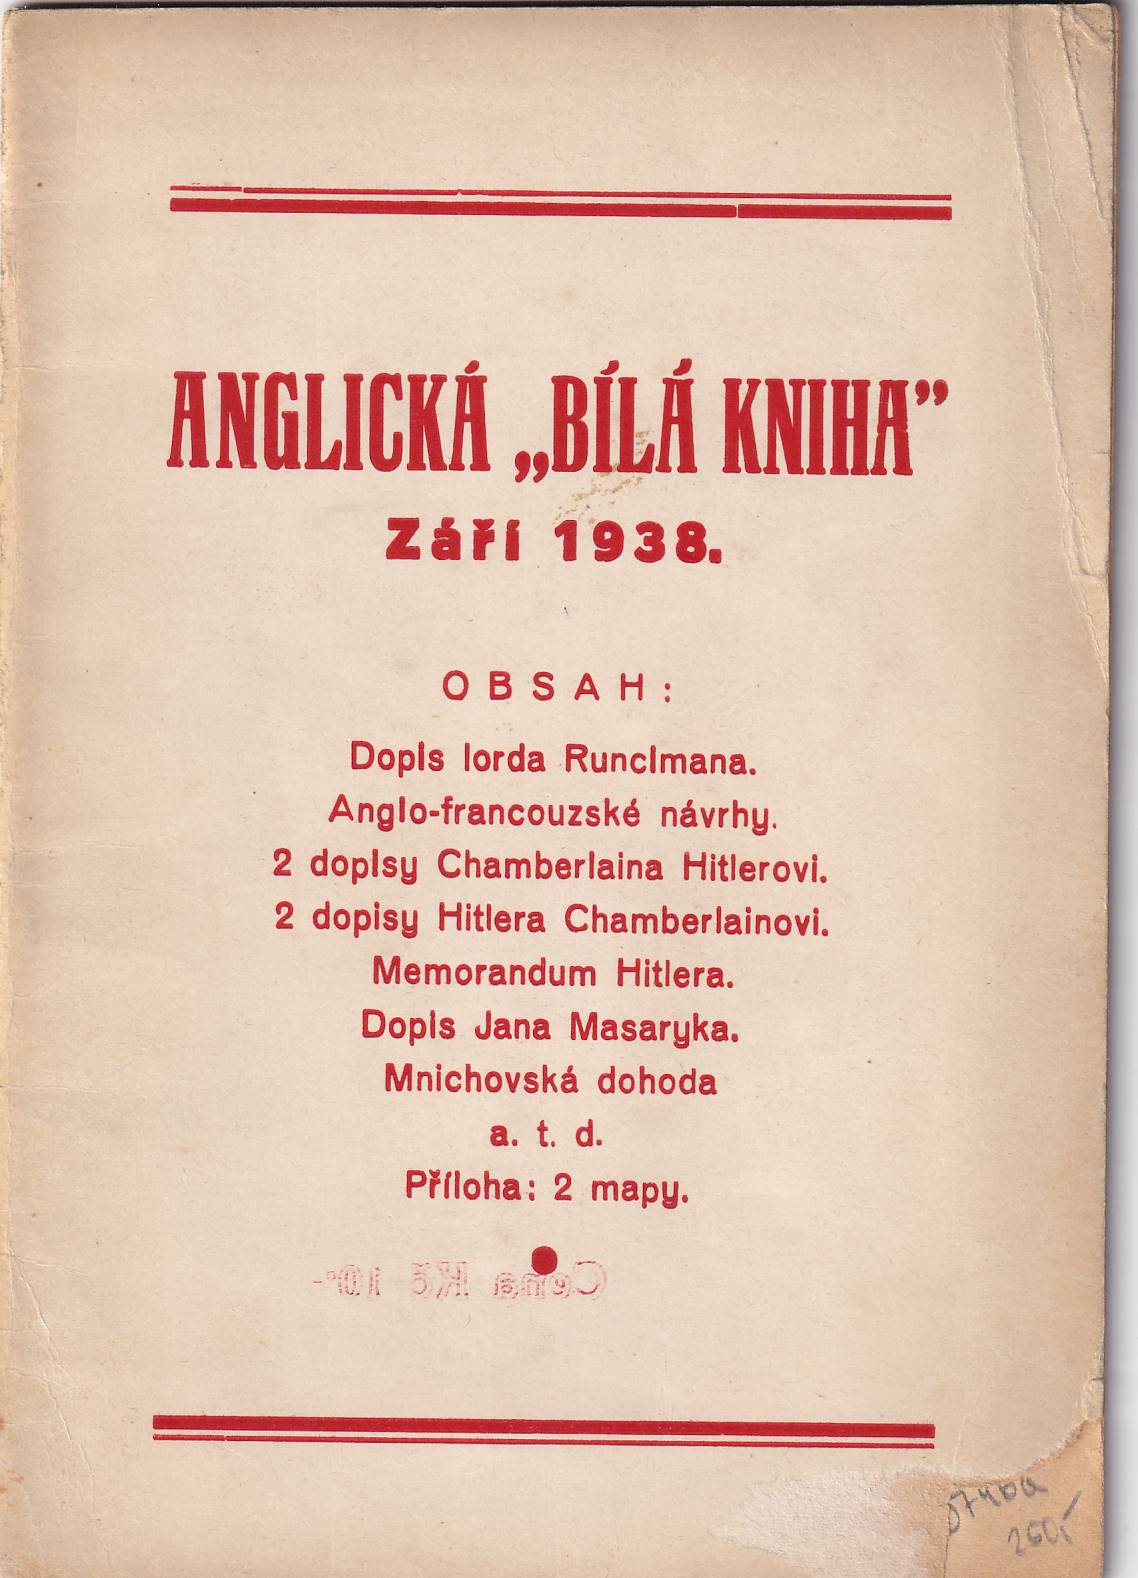 ANGLICKÁ „BÍLÁ KNIHA”
Září 1938.
OBSAH:
Dopis lorda Runcimana.
Anglo-francouzské návrhy.
2 dopisy Chamberlaina Hitlerovi.
2 dopisy Hitlera Chamberlainovi.
Memorandum Hitlera.
Dopis Jana Masaryka.
Mnichovská dohoda
a. t. d.
Příloha: 2 mapy.
Cena Kč 10·-